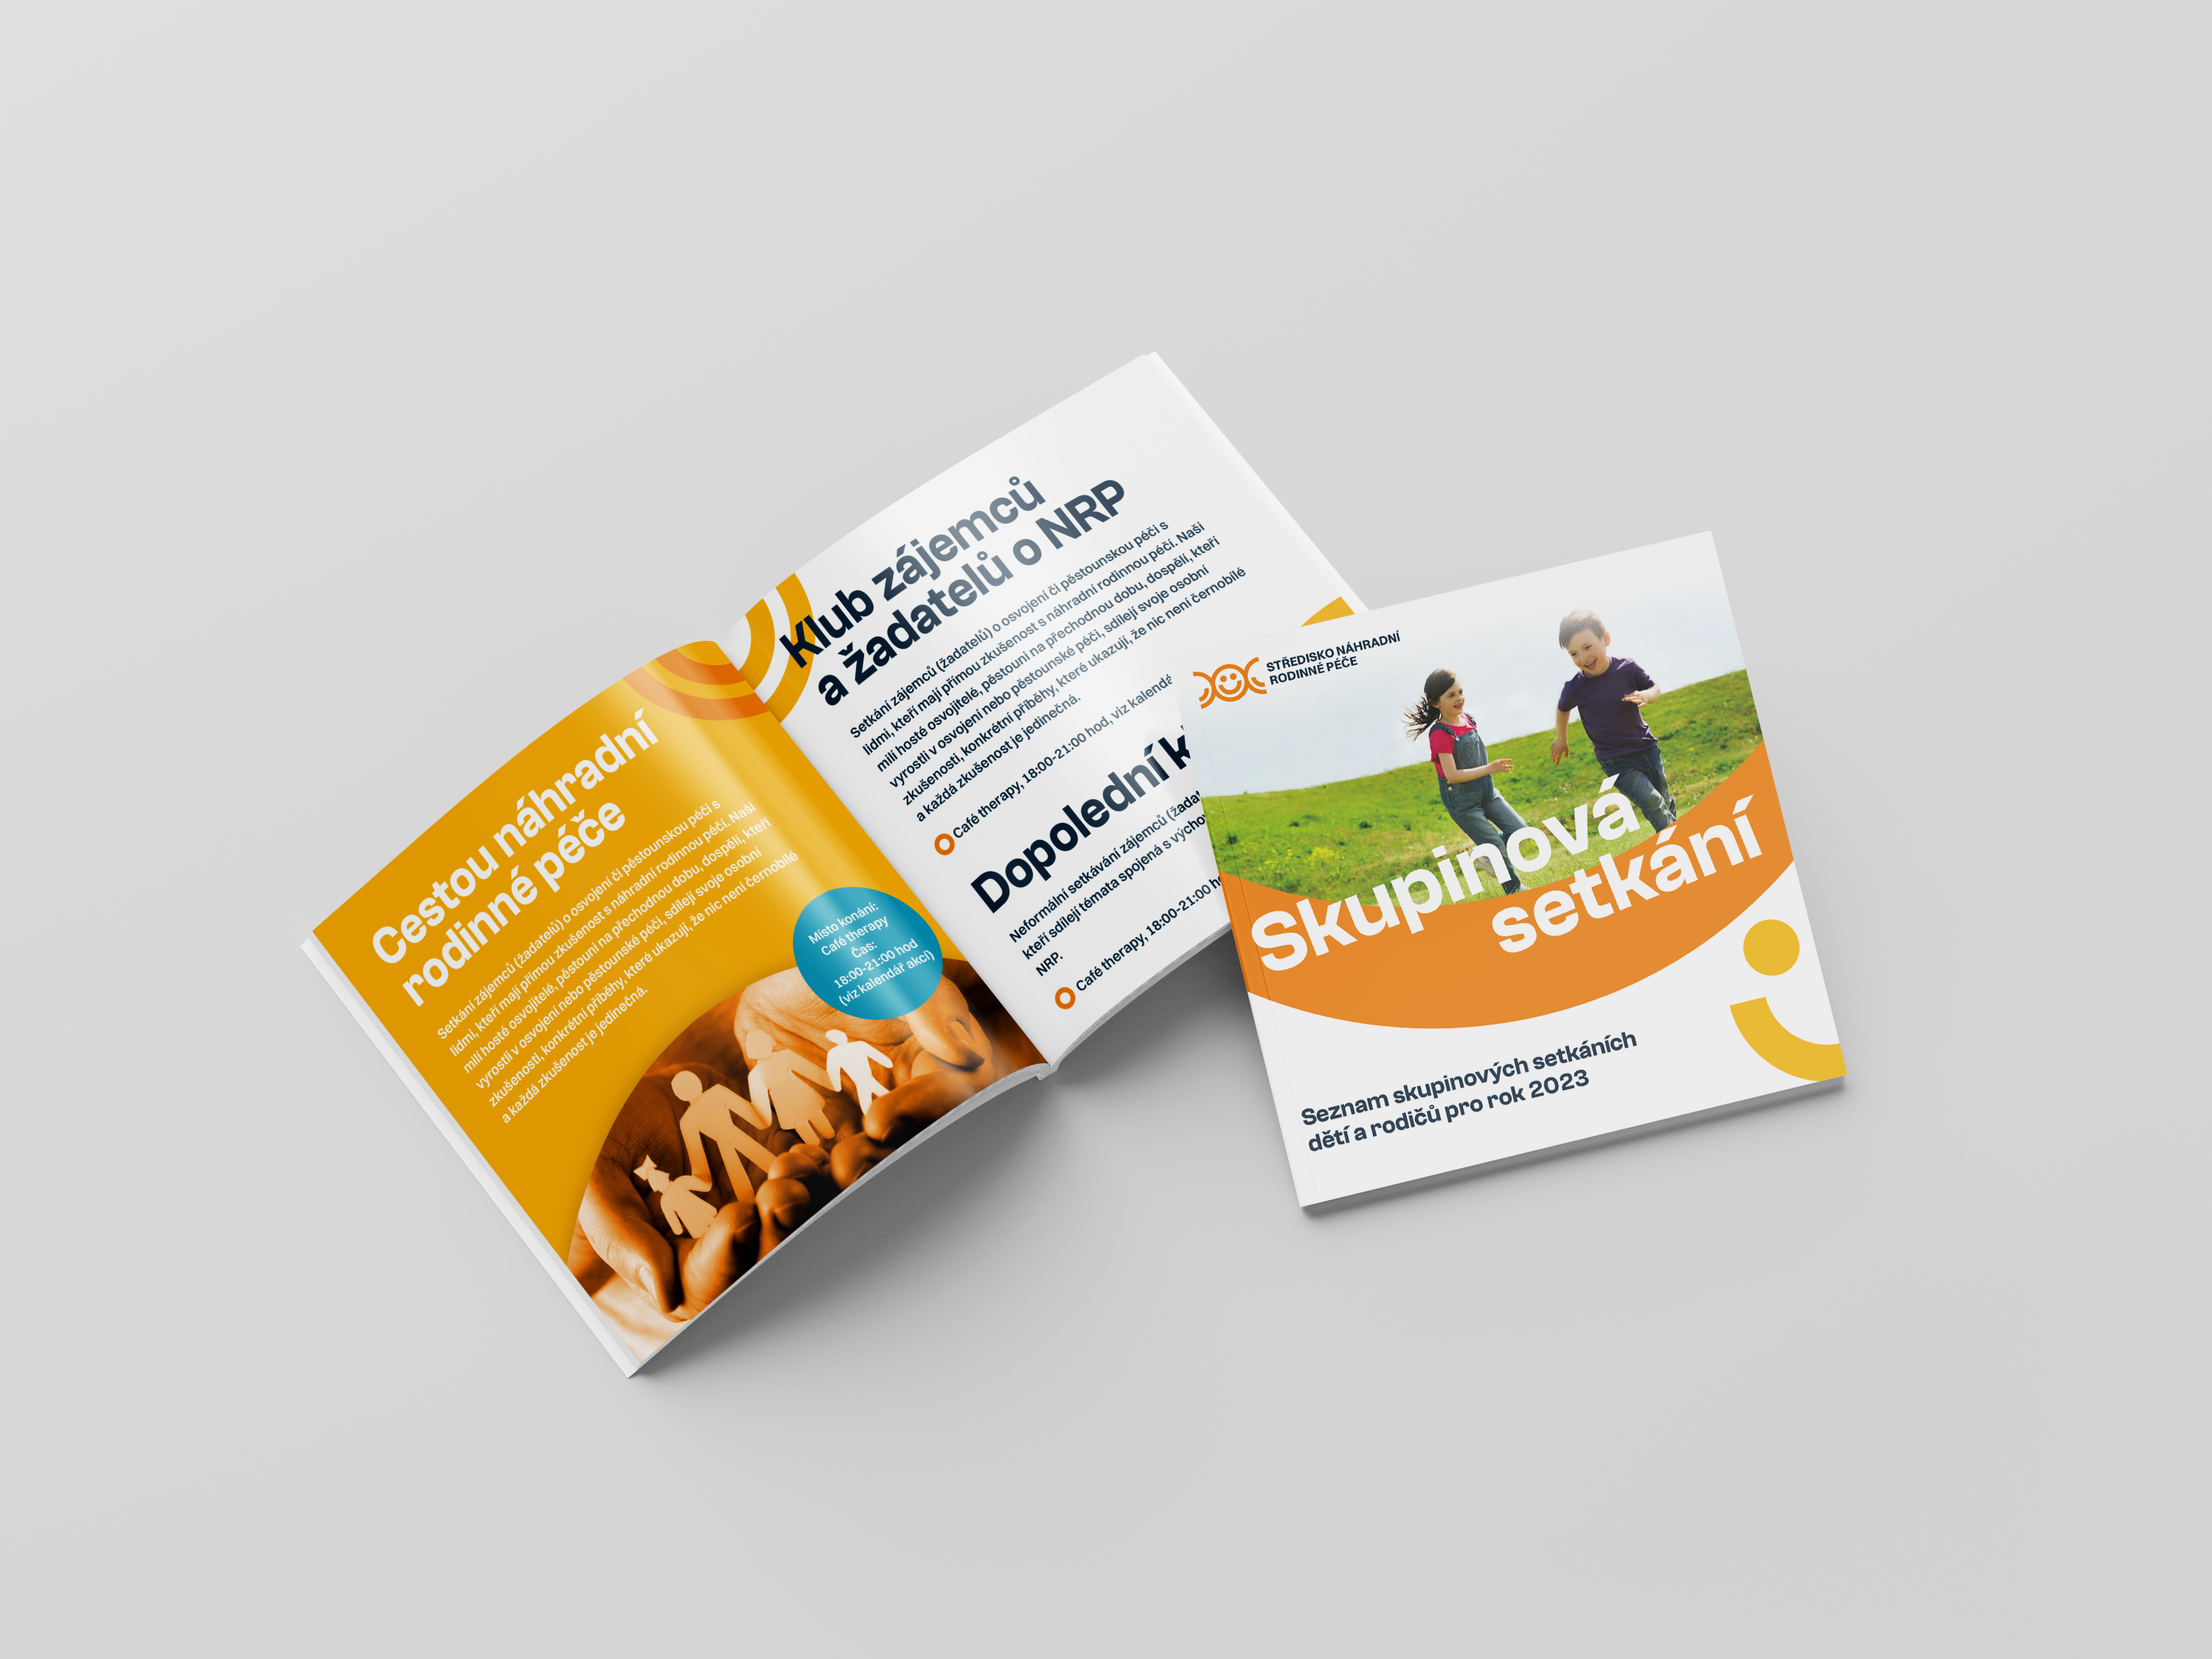 Cestou náhradní
rodinné péče
Setkání zájemců (žadatelů) o osvojení či pěstounskou péči s
lidmi, kteří mají přímou zkušenost s náhradní rodinnou péčí. Naši
milí hosté osvojitelé, pěstouni na přechodnou dobu, dospělí, kteří
vyrostli v osvojení nebo pěstounské péči, sdílejí svoje osobní
zkušenosti, konkrétní příběhy, které ukazují, že nic není černobílé
a každá zkušenost je jedinečná.
Místo konání:
Café therapy
Čas:
18:00-21:00 hod
(viz kalendář akcí)
Klub zájemců
a žadatelů o NRP
Setkání zájemců (žadatelů) o osvojení či pěstounskou péči s
lidmi, kteří mají přímou zkušenost s náhradní rodinnou péčí. Naši
milí hosté osvojitelé, pěstouni na přechodnou dobu, dospělí, kteří
vyrostli v osvojení nebo pěstounské péči, sdílejí svoje osobní
zkušenosti, konkrétní příběhy, které ukazují, že nic není černobílé
a každá zkušenost je jedinečná.
Café therapy, 18:00-21:00 hod, viz kalendá
Dopolední k
Neformální setkávání zájemců (žadat
kteří sdílejí témata spojená s výcho
NRP.
Café therapy, 18:00-21:00 ho
STŘEDISKO NÁHRADNÍ
RODINNÉ PÉČE
Skupinová
setkání
Seznam skupinových setkáních
dětí a rodičů pro rok 2023